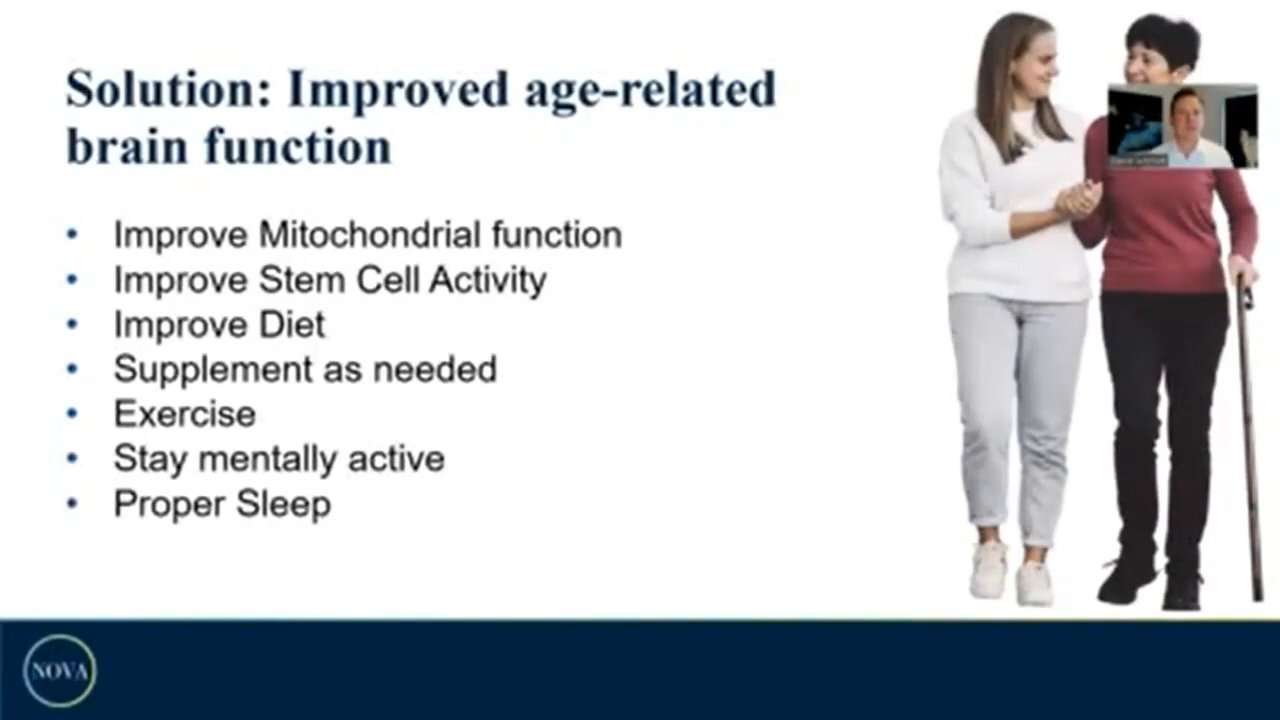 Solution: Improved age-related
brain function
• Improve Mitochondrial function
• Improve Stem Cell Activity
• Improve Diet
• Supplement as needed
• Exercise
• Stay mentally active
• Proper Sleep
NOVA